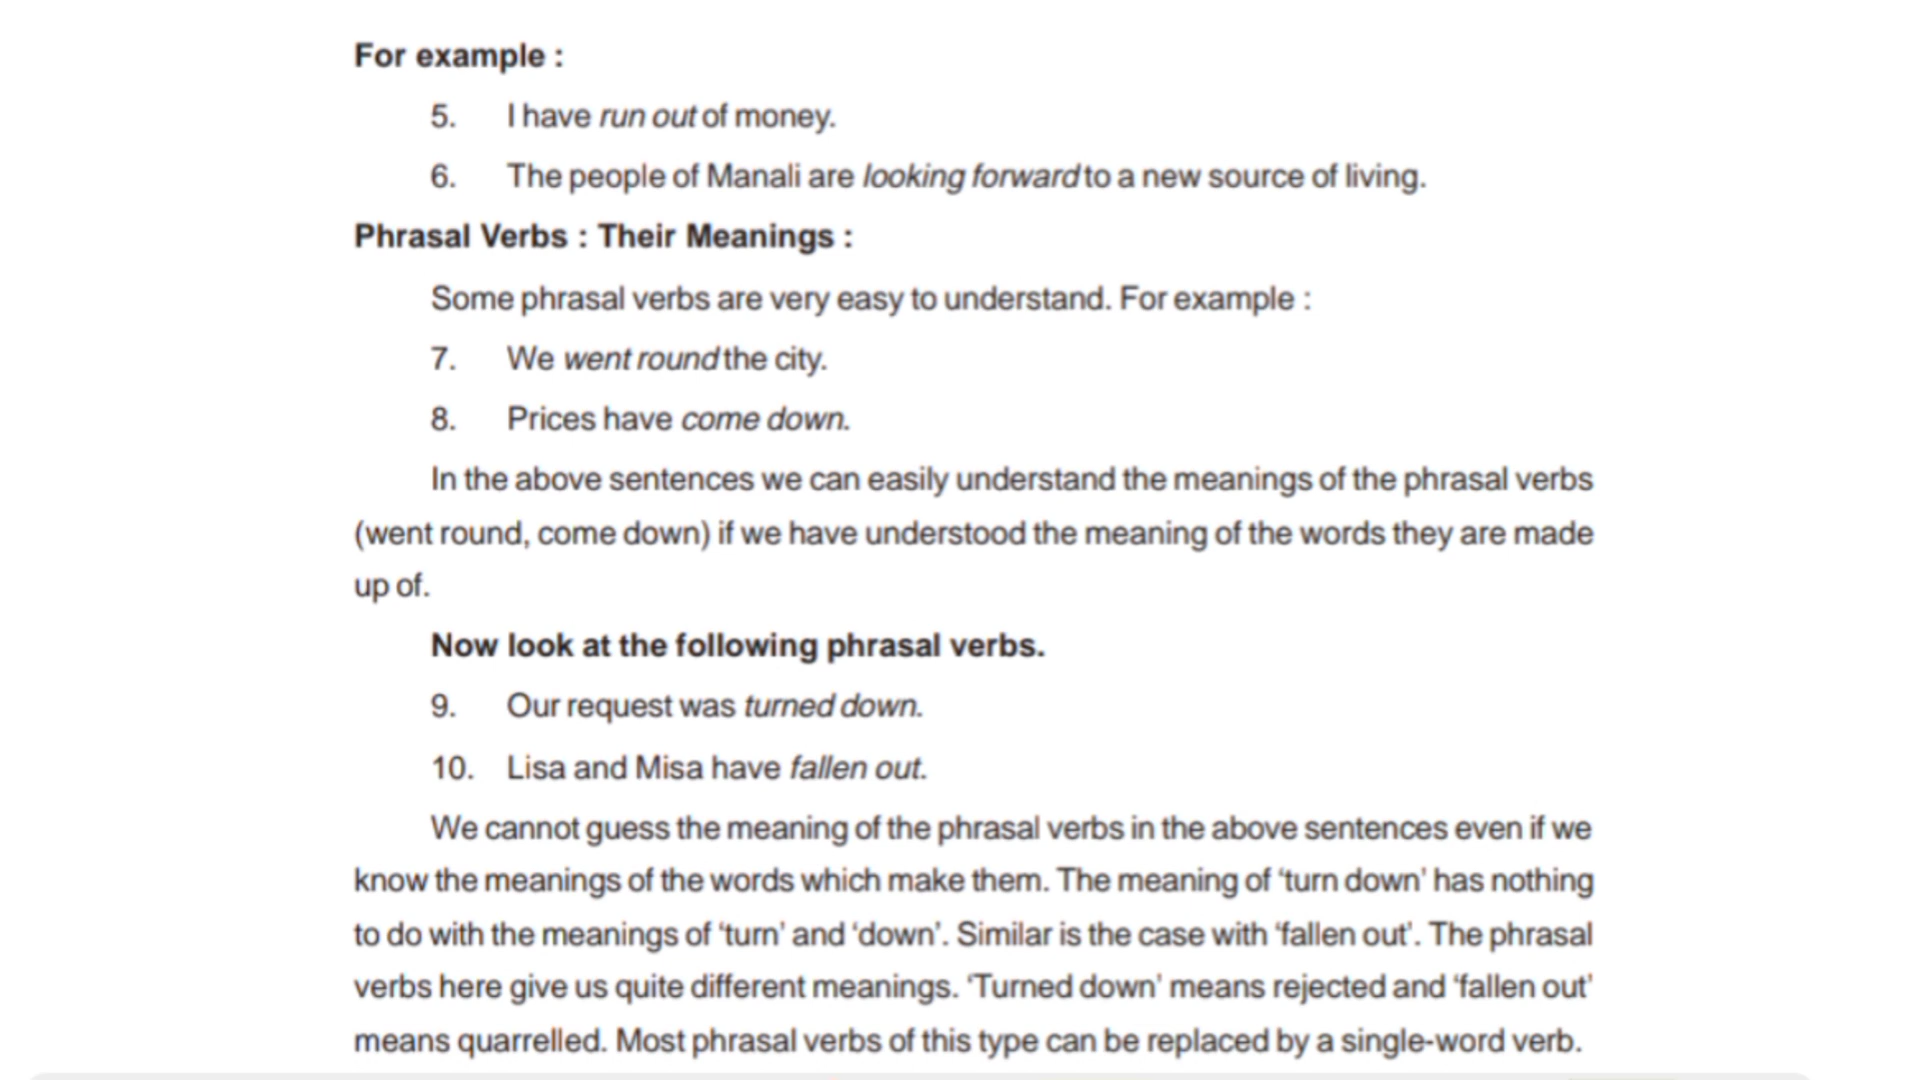 For example :
5. I have run out of money.
6. The people of Manali are looking forward to a new source of living.
Phrasal Verbs : Their Meanings :
Some phrasal verbs are very easy to understand. For example :
7. We went round the city.
8. Prices have come down.
In the above sentences we can easily understand the meanings of the phrasal verbs
(went round, come down) if we have understood the meaning of the words they are made
up of.
Now look at the following phrasal verbs.
9. Our request was turned down.
10. Lisa and Misa have fallen out.
We cannot guess the meaning of the phrasal verbs in the above sentences even if we
know the meanings of the words which make them. The meaning of ‘turn down’ has nothing
to do with the meanings of ‘turn’ and ‘down’. Similar is the case with ‘fallen out’. The phrasal
verbs here give us quite different meanings. ‘Turned down’ means rejected and ‘fallen out’
means quarrelled. Most phrasal verbs of this type can be replaced by a single-word verb.